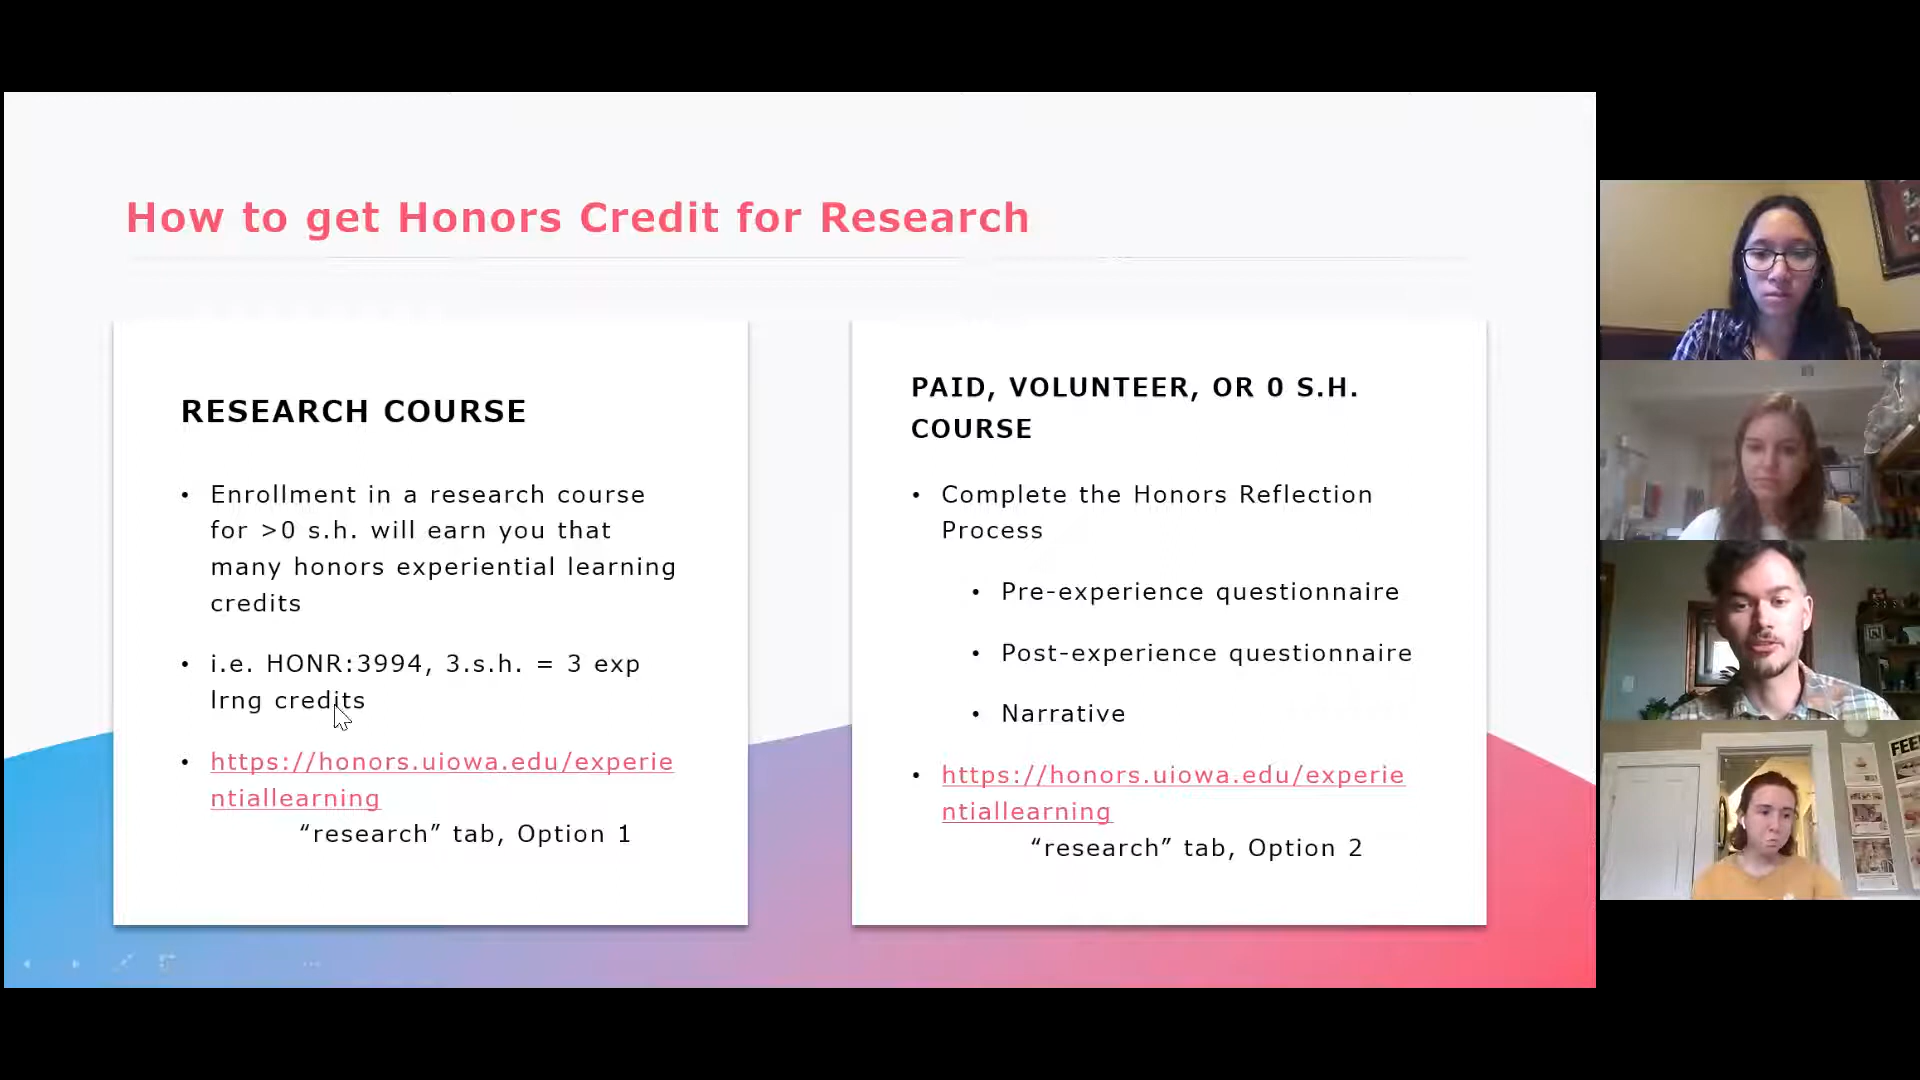 How to get Honors Credit for Research
RESEARCH COURSE
• Enrollment in a research course
for >0 s.h. will earn you that
many honors experiential learning
credits
• i.e. HONR:3994, 3.s.h. = 3 exp
lrng credits
• https://honors.uiowa.edu/experie
ntiallearning
“research” tab, Option 1
PAID, VOLUNTEER, OR 0 S.H.
COURSE
• Complete the Honors Reflection
Process
• Pre-experience questionnaire
• Post-experience questionnaire
• Narrative
• https://honors.uiowa.edu/experie
ntiallearning
“research” tab, Option 2
FEE